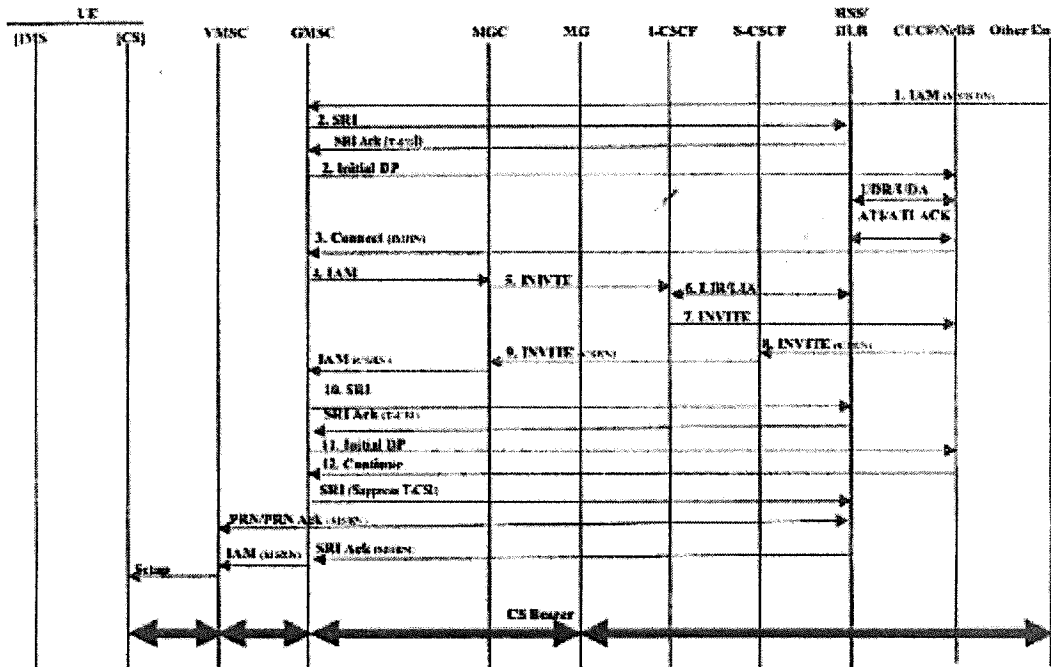 UE
HSS/
[IMS [CS] VMSC GMSC MGC MG I-CSCF S-CSCF HLR CCCF/NeDS Other En
1. IAM
2. SRI
SRI Ack
2. Initial DP
UDR/UDA
ATI/ATI ACK
3. Connect
4. IAM
5. INIVTE
6. LIR/LIA
7. INVITE
8. INVITE
9. INVITE
IAM
10. SRI
SRI Ack
11. Initial DP
12. Continue
SRI (Suppress T-CSI)
PRN/PRN Ack
SRI Ack
IAM
Setup
CS Bearer